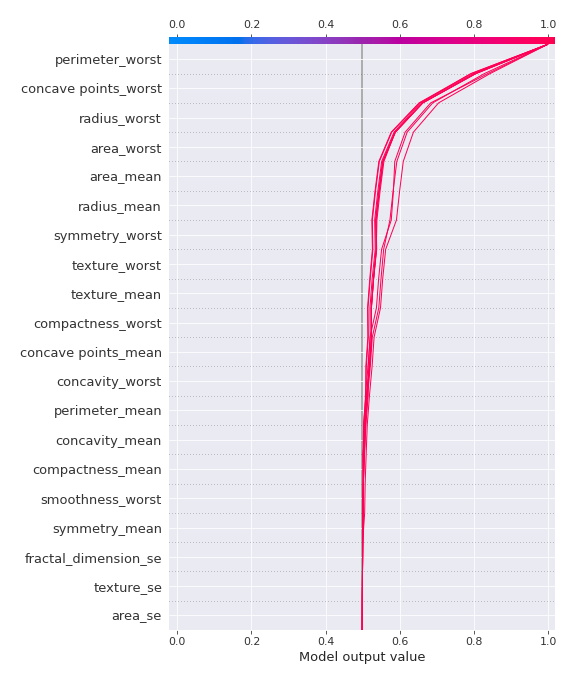 0.0 0.2 0.4 0.6 0.8 1.0
perimeter_worst
concave points_worst
radius_worst
area_worst
area_mean
radius_mean
symmetry_worst
texture_worst
texture_mean
compactness_worst
concave points_mean
concavity_worst
perimeter_mean
concavity_mean
compactness_mean
smoothness_worst
symmetry_mean
fractal_dimension_se
texture_se
area_se
0.0 0.2 0.4 0.6 0.8 1.0
Model output value